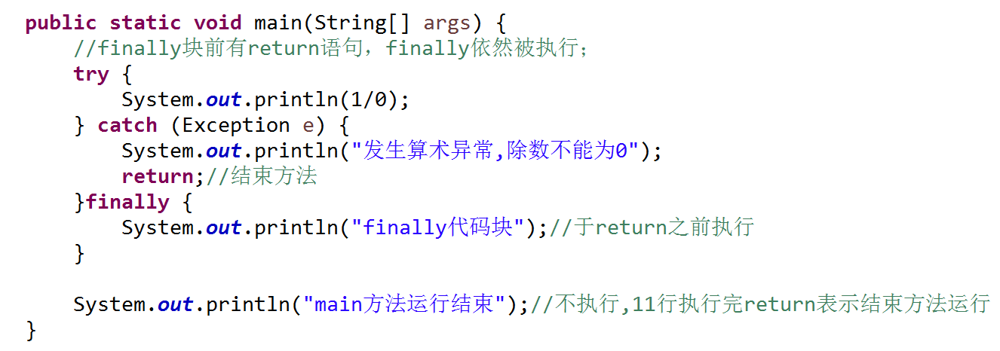 public static void main(String[] args) {
//finally块前有return语句，finally依然被执行；
try {
System.out.println(1/0);
} catch (Exception e) {
System.out.println("发生算术异常,除数不能为0");
return;//结束方法
}finally {
System.out.println("finally代码块");//于return之前执行
}
System.out.println("main方法运行结束");//不执行,11行执行完return表示结束方法运行
}